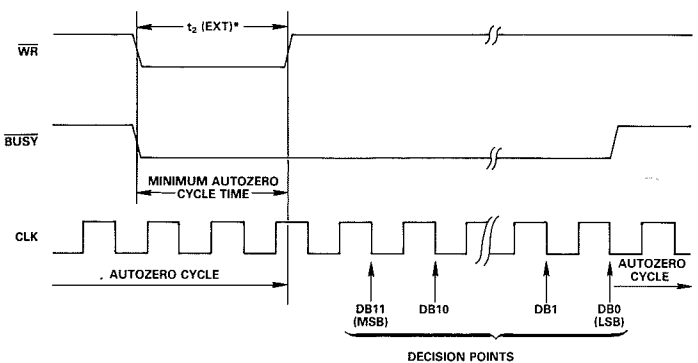 t₂ (EXT)*
WR
BUSY
MINIMUM AUTOZERO
CYCLE TIME
CLK
AUTOZERO CYCLE
AUTOZERO
CYCLE
DB11
(MSB)
DB10
DB1
DB0
(LSB)
DECISION POINTS